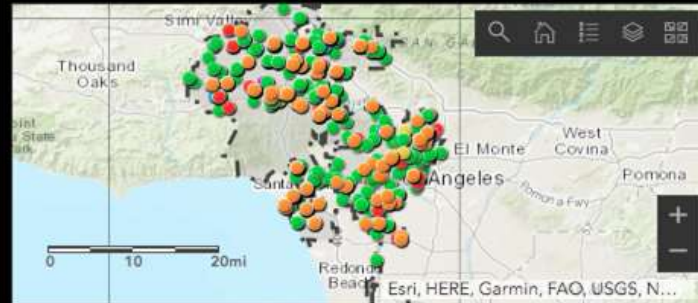 Simi Valley
Thousand
Oaks
State
El Monte
West
Covina
Angeles
Pomona
Pomona Fwy
0 10 20mi
Redondo
Beach
Esri, HERE, Garmin, FAO, USGS, N...